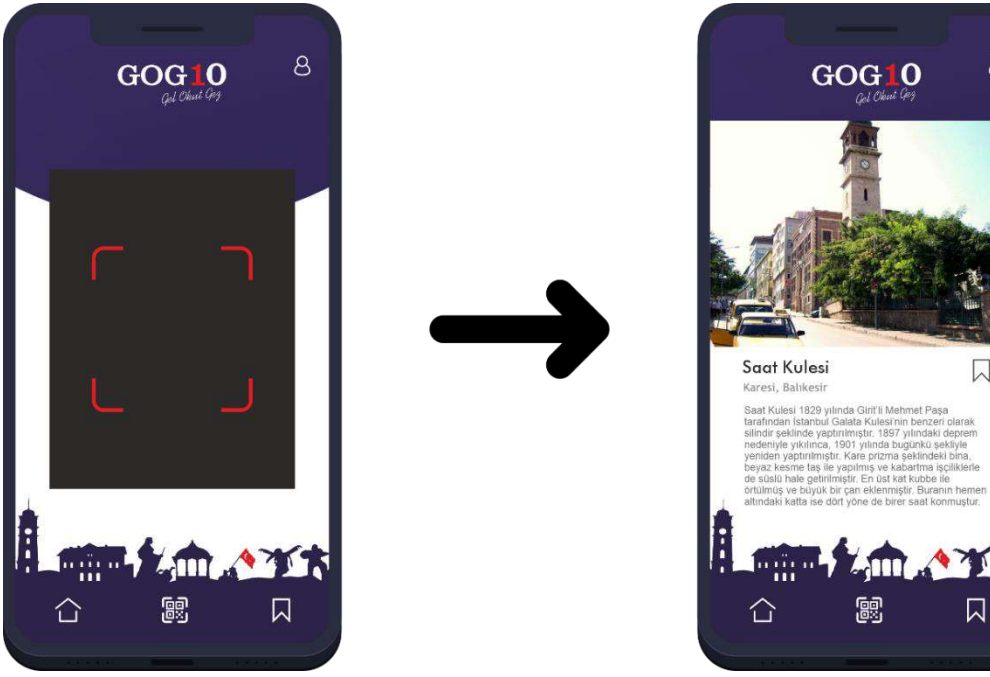 GOG10
Gel Okut Gez
GOG10
Gel Okut Gez
Saat Kulesi
Karesi, Balıkesir
Saat Kulesi 1829 yılında Girit'li Mehmet Paşa
tarafından İstanbul Galata Kulesi'nin benzeri olarak
silindir şeklinde yaptırılmıştır. 1897 yılındaki deprem
nedeniyle yıkılınca, 1901 yılında bugünkü şekliyle
yeniden yaptırılmıştır. Kare prizma şeklindeki bina,
beyaz kesme taş ile yapılmış ve kabartma işçiliklerle
de süslü hale getirilmiştir. En üst kat kubbe ile
örtülmüş ve büyük bir çan eklenmiştir. Buranın hemen
altındaki katta ise dört yöne de birer saat konmuştur.